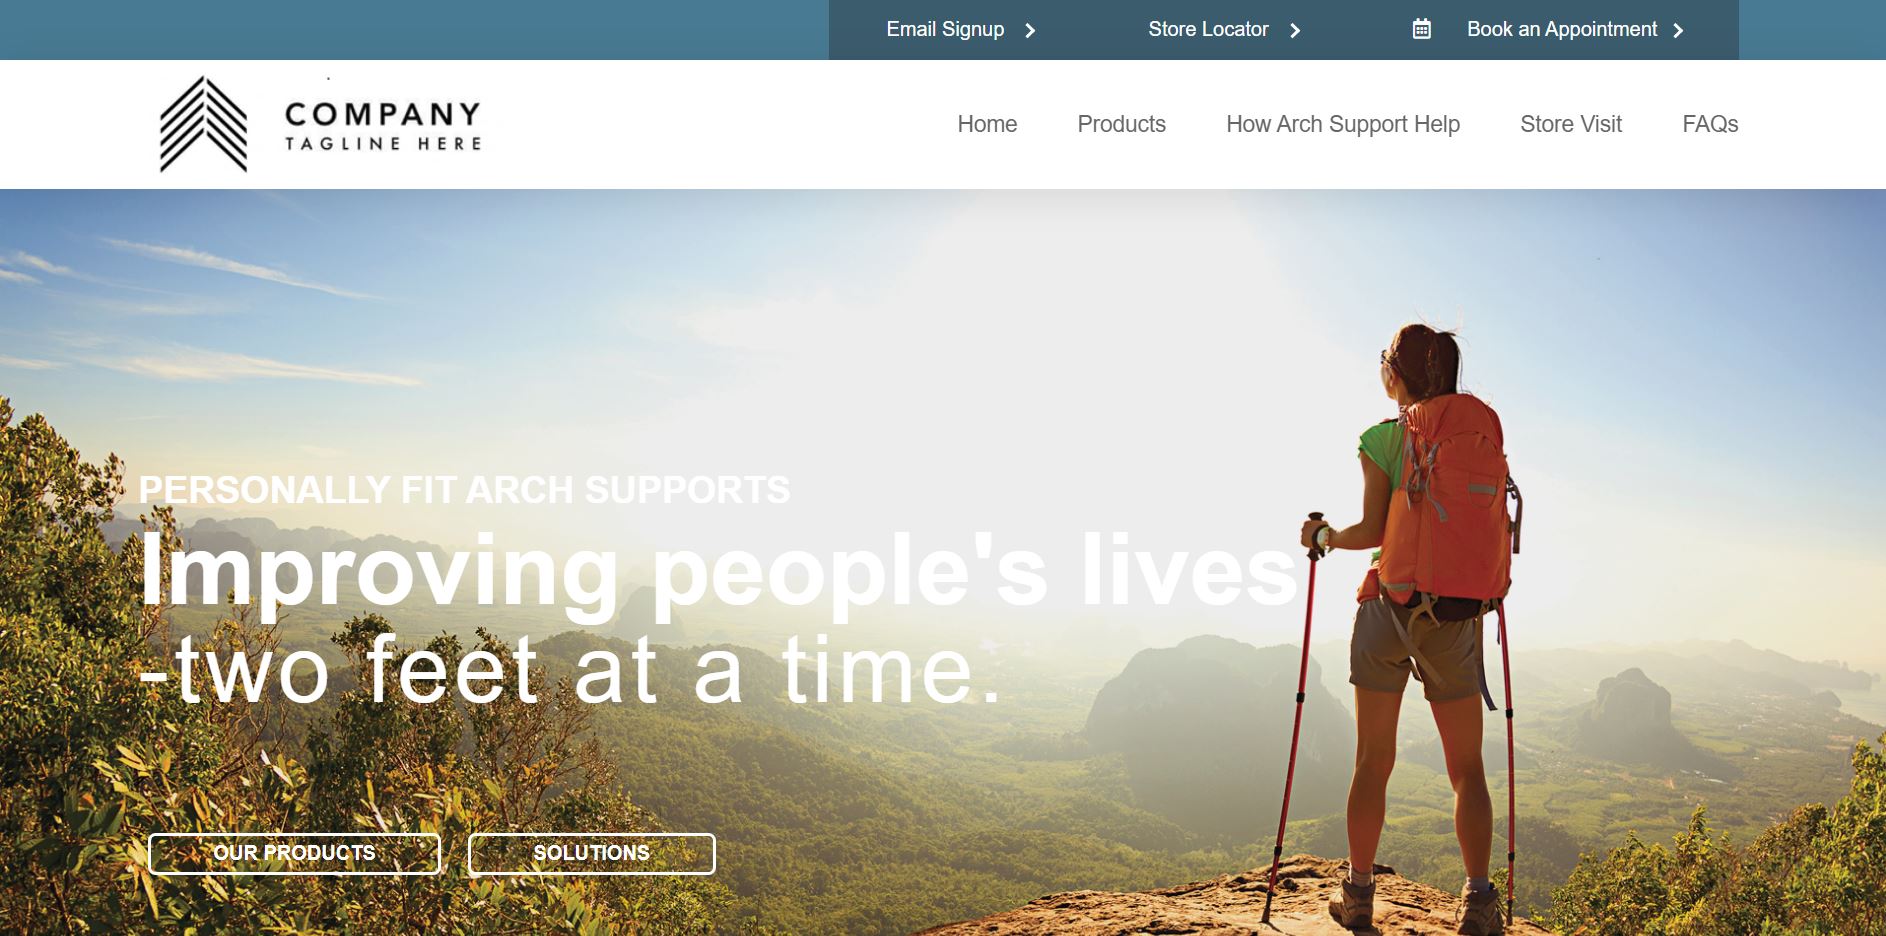 Email Signup
Store Locator
Book an Appointment
COMPANY
TAGLINE HERE
Home
Products
How Arch Support Help
Store Visit
FAQs
PERSONALLY FIT ARCH SUPPORTS
Improving people's lives
-two feet at a time.
OUR PRODUCTS
SOLUTIONS